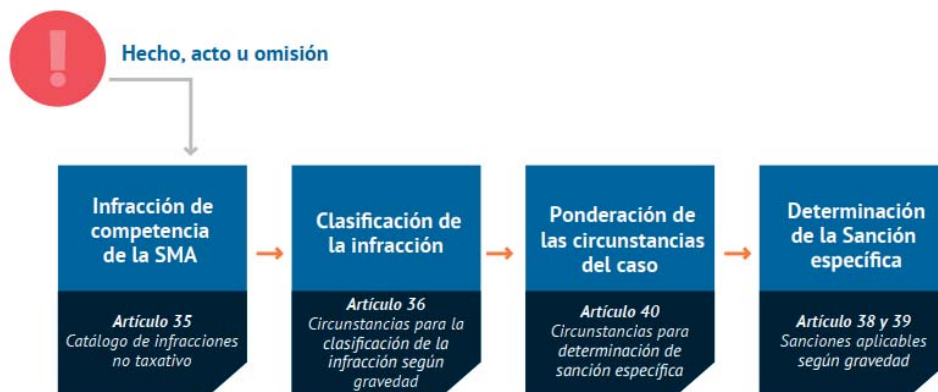 !
Hecho, acto u omisión
Infracción de
competencia
de la SMA
Artículo 35
Catálogo de infracciones
no taxativo
Clasificación de
la infracción
Artículo 36
Circunstancias para la
clasificación de la
infracción según
gravedad
Ponderación de
las circunstancias
del caso
Artículo 40
Circunstancias para
determinación de
sanción específica
Determinación
de la Sanción
específica
Artículo 38 y 39
Sanciones aplicables
según gravedad